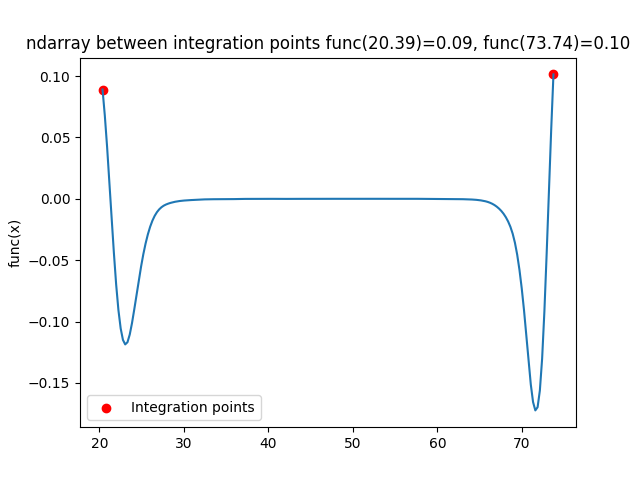 ndarray between integration points func(20.39)=0.09, func(73.74)=0.10
0.10
0.05
0.00
−0.05
−0.10
−0.15
func(x)
Integration points
20 30 40 50 60 70